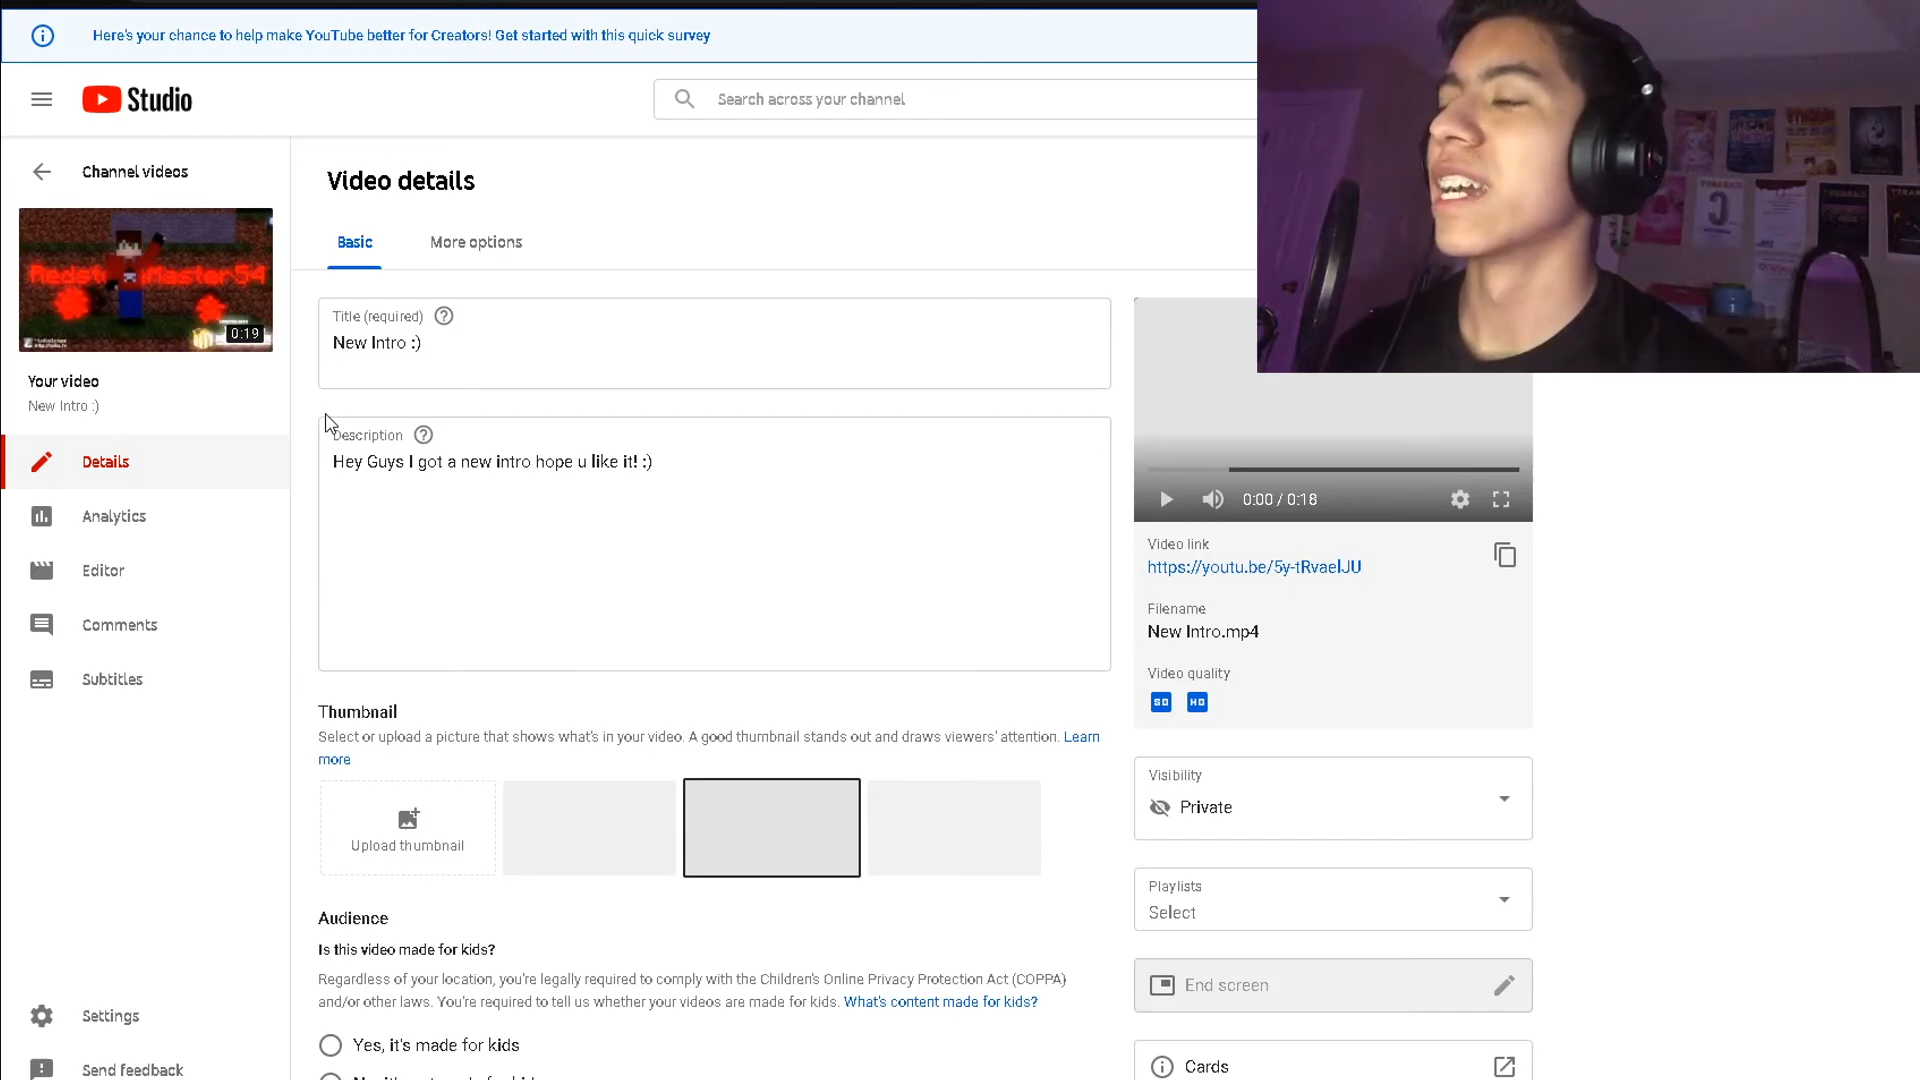 Here's your chance to help make YouTube better for Creators! Get started with this quick survey
Studio
Search across your channel
Channel videos
RedstoneMaster54
0:19
Your video
New Intro :)
Details
Analytics
Editor
Comments
Subtitles
Settings
Send feedback
Video details
Basic
More options
Title (required)
New Intro :)
Description
Hey Guys I got a new intro hope u like it! :)
Thumbnail
Select or upload a picture that shows what's in your video. A good thumbnail stands out and draws viewers' attention. Learn
more
Upload thumbnail
Audience
Is this video made for kids?
Regardless of your location, you're legally required to comply with the Children's Online Privacy Protection Act (COPPA)
and/or other laws. You're required to tell us whether your videos are made for kids. What's content made for kids?
Yes, it's made for kids
0:00 / 0:18
Video link
https://youtu.be/5y-tRvaelJU
Filename
New Intro.mp4
Video quality
SD HD
Visibility
Private
Playlists
Select
End screen
Cards